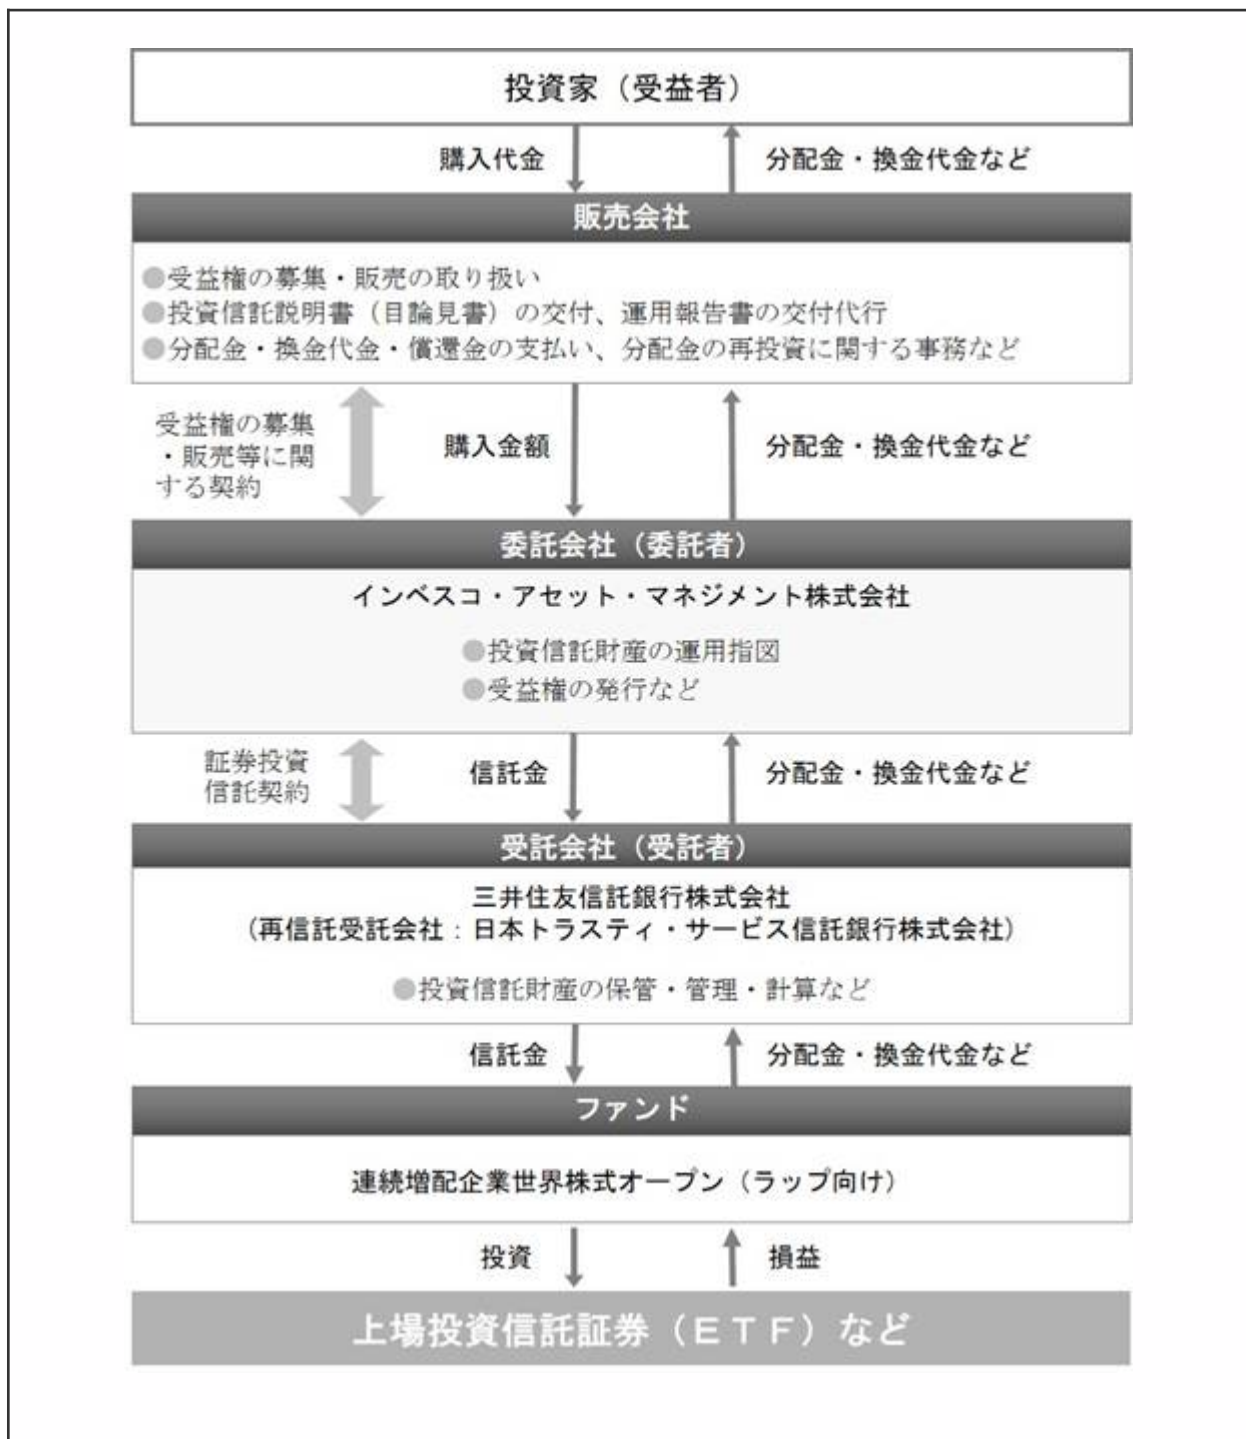 投資家（受益者）
購入代金
分配金・換金代金など
販売会社
●受益権の募集・販売の取り扱い
●投資信託説明書（目論見書）の交付、運用報告書の交付代行
●分配金・換金代金・償還金の支払い、分配金の再投資に関する事務など
受益権の募集
・販売等に関
する契約
購入金額
分配金・換金代金など
委託会社（委託者）
インベスコ・アセット・マネジメント株式会社
●投資信託財産の運用指図
●受益権の発行など
証券投資
信託契約
信託金
分配金・換金代金など
受託会社（受託者）
三井住友信託銀行株式会社
（再信託受託会社：日本トラスティ・サービス信託銀行株式会社）
●投資信託財産の保管・管理・計算など
信託金
分配金・換金代金など
ファンド
連続増配企業世界株式オープン（ラップ向け）
投資
損益
上場投資信託証券（ＥＴＦ）など